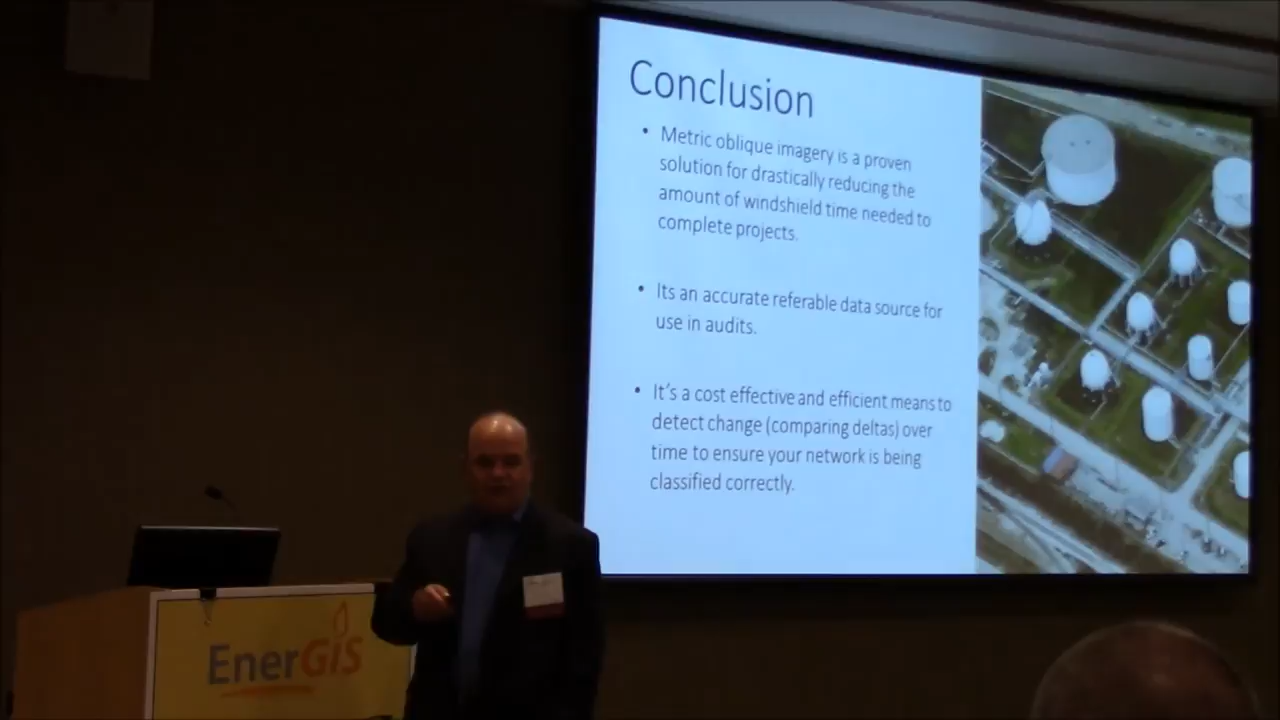 Conclusion
• Metric oblique imagery is a proven
solution for drastically reducing the
amount of windshield time needed to
complete projects.
• Its an accurate referable data source for
use in audits.
• It's a cost effective and efficient means to
detect change (comparing deltas) over
time to ensure your network is being
classified correctly.
EnerGIS